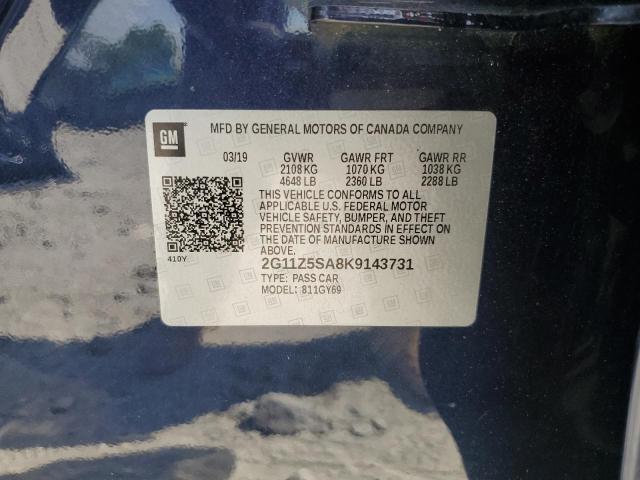 GM
MFD BY GENERAL MOTORS OF CANADA COMPANY
03/19 GVWR GAWR FRT GAWR RR
2108 KG 1070 KG 1038 KG
4648 LB 2360 LB 2288 LB
THIS VEHICLE CONFORMS TO ALL
APPLICABLE U.S. FEDERAL MOTOR
VEHICLE SAFETY, BUMPER, AND THEFT
PREVENTION STANDARDS IN EFFECT ON
THE DATE OF MANUFACTURE SHOWN
ABOVE.
410Y
2G11Z5SA8K9143731
TYPE: PASS CAR
MODEL: 811GY69